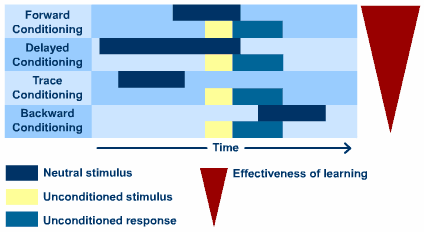 Forward
Conditioning
Delayed
Conditioning
Trace
Conditioning
Backward
Conditioning
Time
Neutral stimulus
Unconditioned stimulus
Unconditioned response
Effectiveness of learning